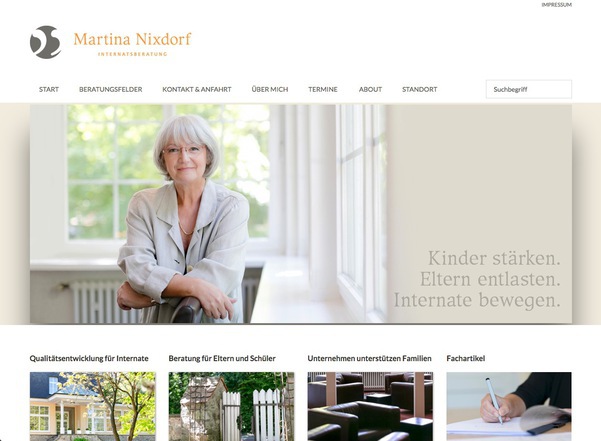 IMPRESSUM
Martina Nixdorf
INTERNATSBERATUNG
START BERATUNGSFELDER KONTAKT & ANFAHRT ÜBER MICH TERMINE ABOUT STANDORT Suchbegriff
Kinder stärken.
Eltern entlasten.
Internate bewegen.
Qualitätsentwicklung für Internate Beratung für Eltern und Schüler Unternehmen unterstützen Familien Fachartikel